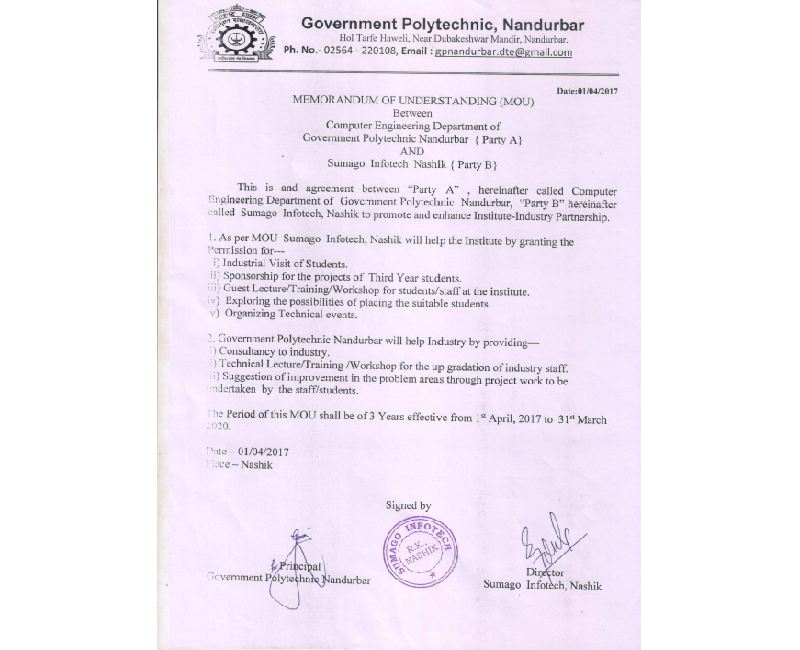 Government Polytechnic, Nandurbar
Hol Tarfe Haweli, Near Dubakeshwar Mandir, Nandurbar.
Ph. No.- 02564 - 220108, Email : gpnandurbar.dte@gmail.com
Date:01/04/2017
MEMORANDUM OF UNDERSTANDING (MOU)
Between
Computer Engineering Department of
Government Polytechnic Nandurbar { Party A}
AND
Sumago Infotech Nashik { Party B}
This is and agreement between “Party A” , hereinafter called Computer
Engineering Department of Government Polytechnic Nandurbar, “Party B” hereinafter
called Sumago Infotech, Nashik to promote and enhance Institute-Industry Partnership.
1. As per MOU Sumago Infotech, Nashik will help the Institute by granting the
Permission for---
i) Industrial Visit of Students.
ii) Sponsorship for the projects of Third Year students.
iii) Guest Lecture/Training/Workshop for students/staff at the institute.
iv) Exploring the possibilities of placing the suitable students
v) Organizing Technical events.
2. Government Polytechnic Nandurbar will help Industry by providing—
i) Consultancy to industry.
i) Technical Lecture/Training /Workshop for the up gradation of industry staff.
ii) Suggestion of improvement in the problem areas through project work to be
undertaken by the staff/students.
The Period of this MOU shall be of 3 Years effective from 1st April, 2017 to 31st March
2020.
Date – 01/04/2017
Place – Nashik
Signed by
SUMAGO INFOTECH
R.K.,
NASHIK
Principal
Government Polytechnic Nandurbar
Director
Sumago Infotech, Nashik